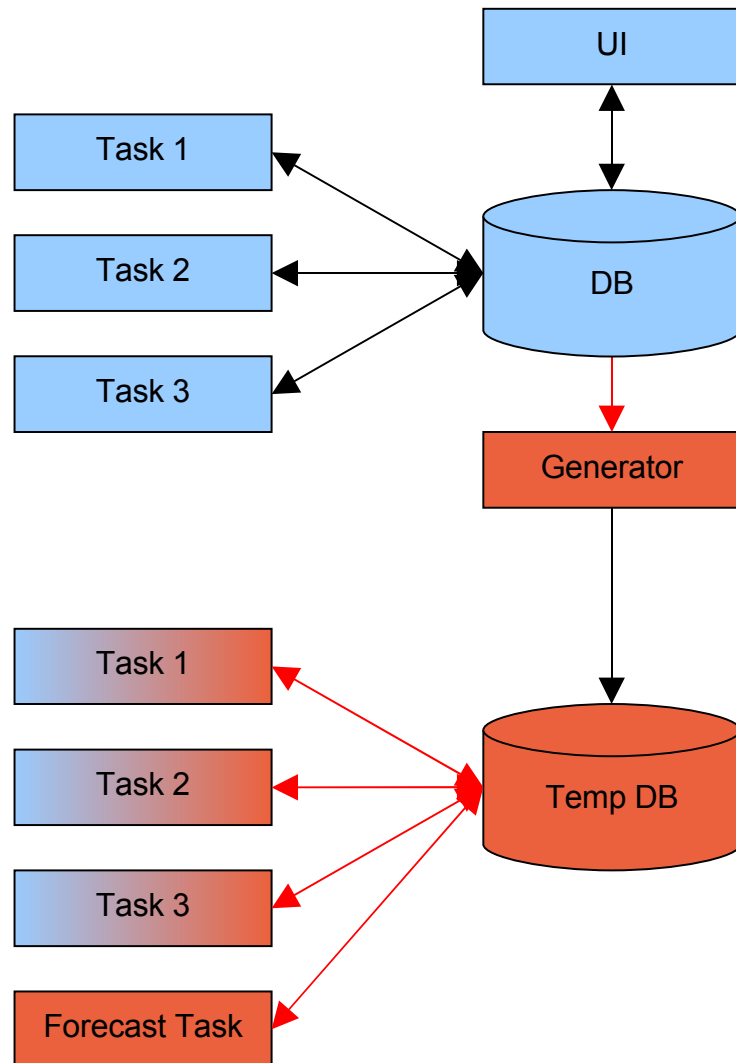 UI
Task 1
Task 2
DB
Task 3
Generator
Task 1
Task 2
Temp DB
Task 3
Forecast Task